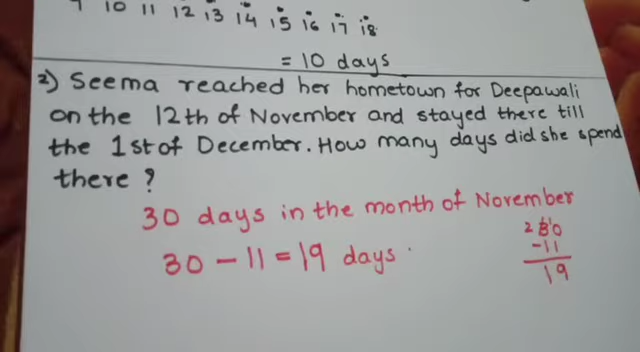 9 10 11 12 13 14 15 16 17 18
= 10 days
2) Seema reached her hometown for Deepawali
on the 12th of November and stayed there till
the 1st of December. How many days did she spend
there ?
30 days in the month of November
30 - 11 = 19 days
2 30
-11
19